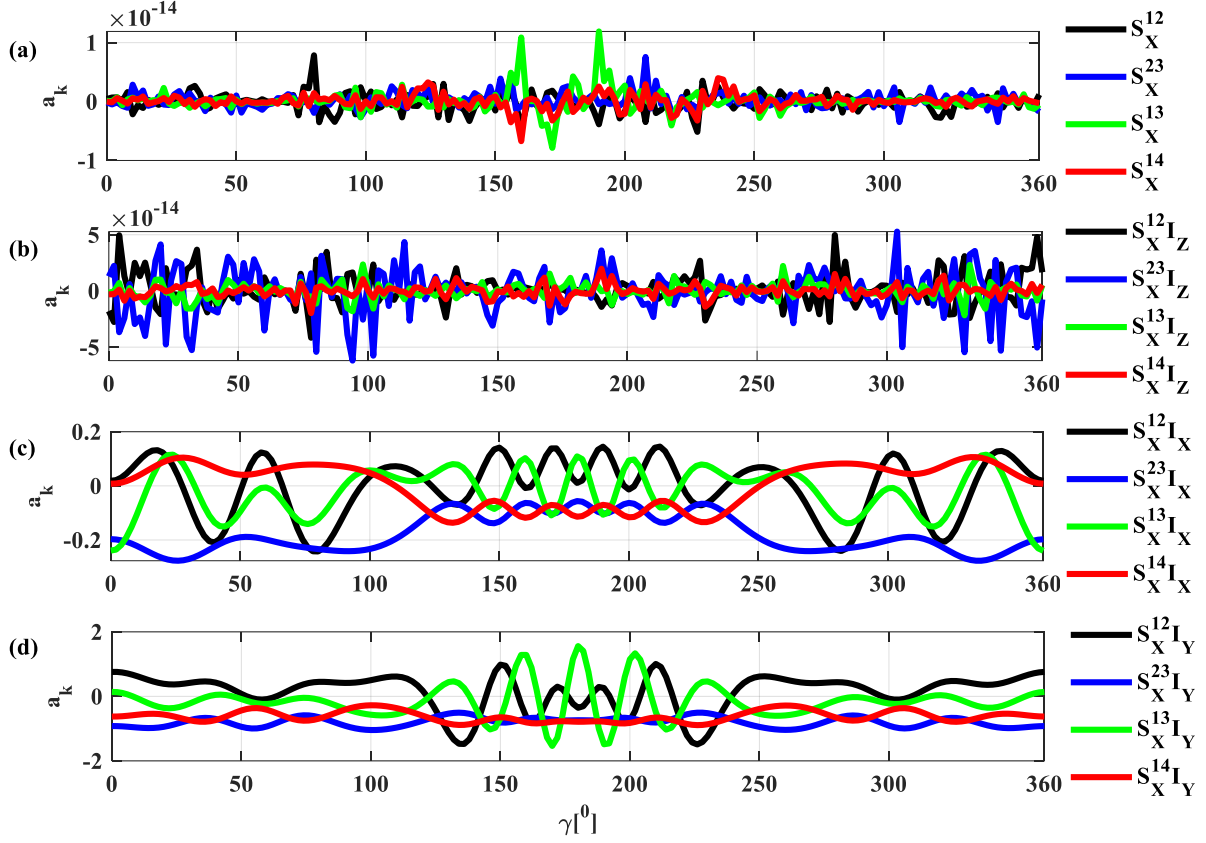 ×10^-14
(a)
a_k
1
0
-1
0 50 100 150 200 250 300 360
S_X^12
S_X^23
S_X^13
S_X^14
×10^-14
(b)
a_k
5
0
-5
0 50 100 150 200 250 300 360
S_X^12 I_Z
S_X^23 I_Z
S_X^13 I_Z
S_X^14 I_Z
(c)
a_k
0.2
0
-0.2
0 50 100 150 200 250 300 360
S_X^12 I_X
S_X^23 I_X
S_X^13 I_X
S_X^14 I_X
(d)
a_k
2
0
-2
0 50 100 150 200 250 300 360
S_X^12 I_Y
S_X^23 I_Y
S_X^13 I_Y
S_X^14 I_Y
γ[^0]